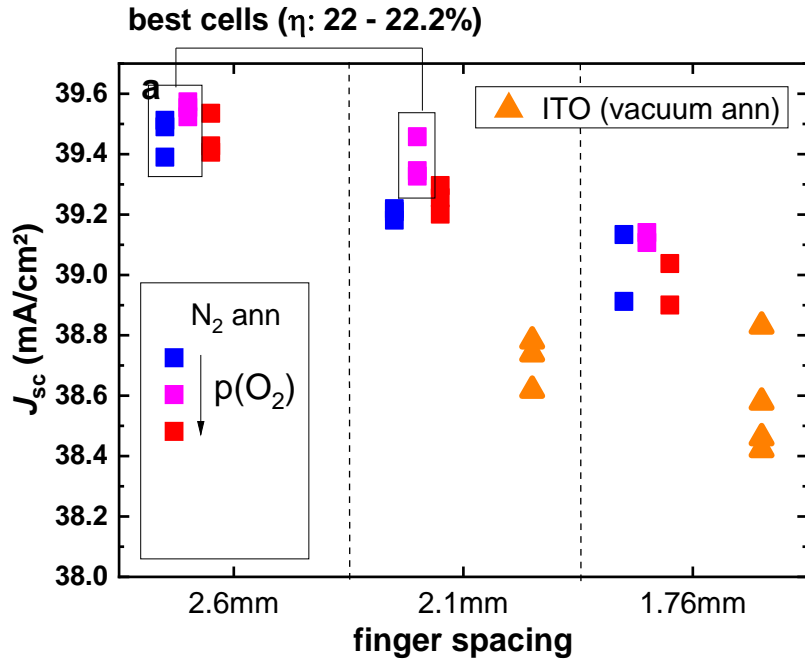 best cells (η: 22 - 22.2%)
a
ITO (vacuum ann)
N₂ ann
p(O₂)
39.6
39.4
39.2
39.0
38.8
38.6
38.4
38.2
38.0
Jsc (mA/cm²)
2.6mm 2.1mm 1.76mm
finger spacing